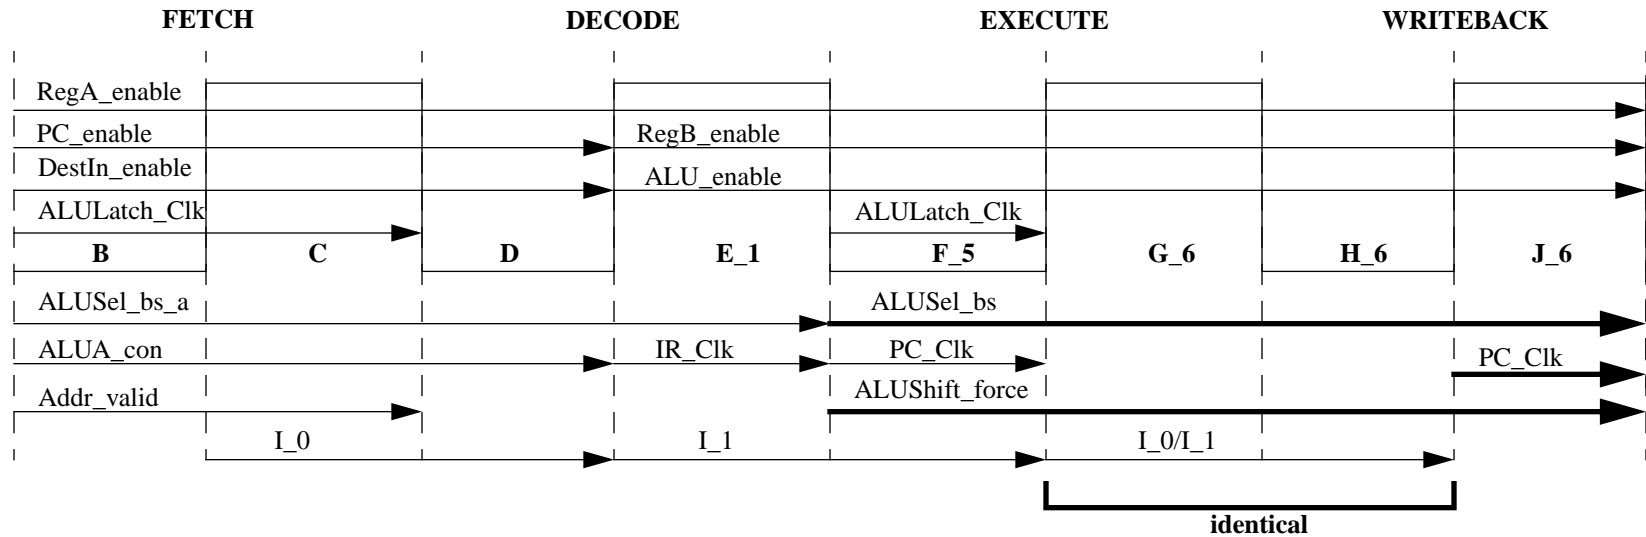 FETCH DECODE EXECUTE WRITEBACK
RegA_enable
PC_enable RegB_enable
DestIn_enable ALU_enable
ALULatch_Clk ALULatch_Clk
B C D E_1 F_5 G_6 H_6 J_6
ALUSel_bs_a ALUSel_bs
ALUA_con IR_Clk PC_Clk PC_Clk
Addr_valid ALUShift_force
I_0 I_1 I_0/I_1
identical